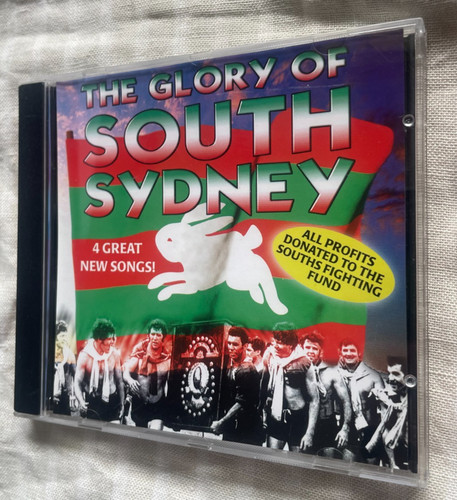 THE GLORY OF
SOUTH
SYDNEY
4 GREAT
NEW SONGS!
ALL PROFITS
DONATED TO THE
SOUTHS FIGHTING
FUND